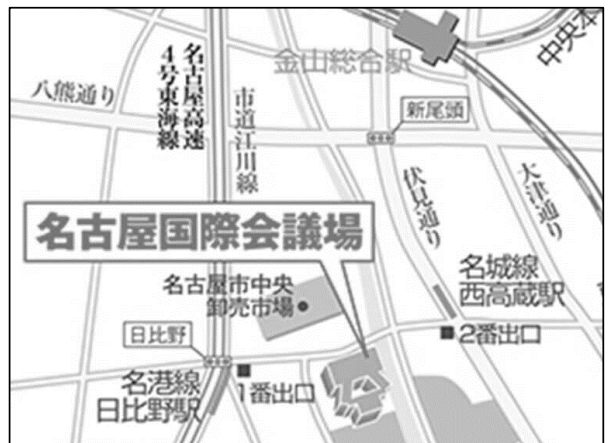 中央本
金山総合駅
八熊通り
名古屋高速
4号東海線
市道江川線
新尾頭
伏見通り
大津通り
名古屋国際会議場
名古屋市中央
卸売市場
名城線
西高蔵駅
2番出口
日比野
名港線
日比野駅
1番出口